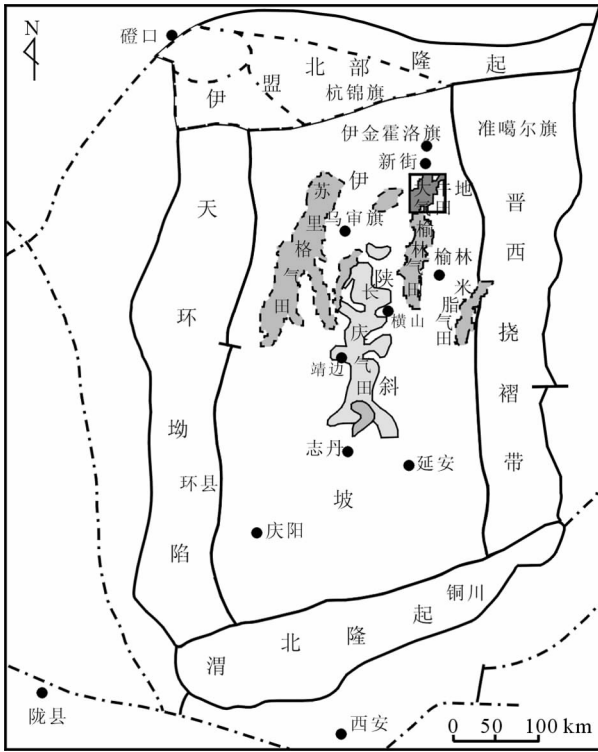 N
磴口
北部隆起
伊盟
杭锦旗
准噶尔旗
伊金霍洛旗
新街
伊陕斜坡
大牛地气田
苏里格气田
乌审旗
榆林气田
榆林
米脂气田
长庆气田
横山
靖边
天环坳陷
晋西挠褶带
志丹
延安
环县
庆阳
铜川
渭北隆起
陇县
西安
0 50 100 km